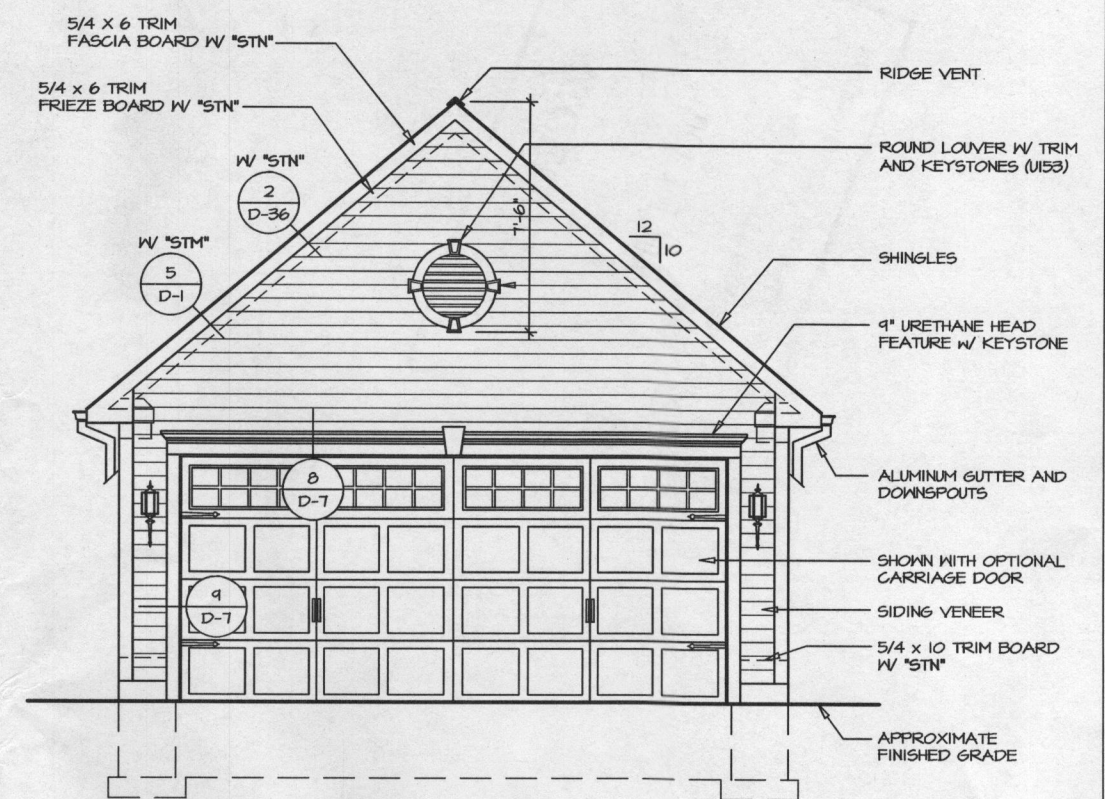 5/4 X 6 TRIM
FASCIA BOARD W/ "STN"
5/4 x 6 TRIM
FRIEZE BOARD W/ "STN"
W/ "STN"
2
D-36
W/ "STM"
5
D-1
RIDGE VENT
ROUND LOUVER W/ TRIM
AND KEYSTONES (U153)
7'-6"
12
10
SHINGLES
9" URETHANE HEAD
FEATURE W/ KEYSTONE
8
D-7
9
D-7
ALUMINUM GUTTER AND
DOWNSPOUTS
SHOWN WITH OPTIONAL
CARRIAGE DOOR
SIDING VENEER
5/4 x 10 TRIM BOARD
W/ "STN"
APPROXIMATE
FINISHED GRADE